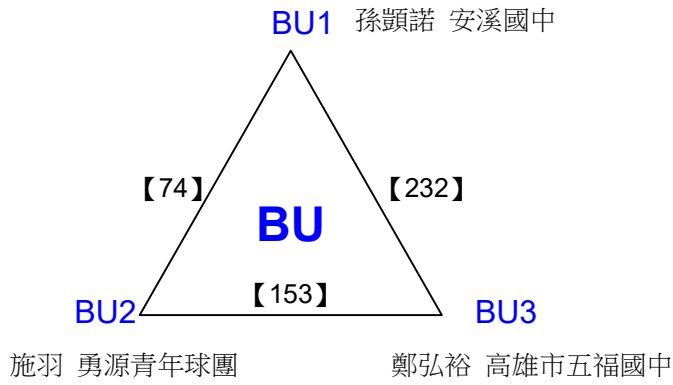 BU1 孫顗諾 安溪國中
【74】 【232】
BU
【153】
BU2 BU3
施羽 勇源青年球團 鄭弘裕 高雄市五福國中